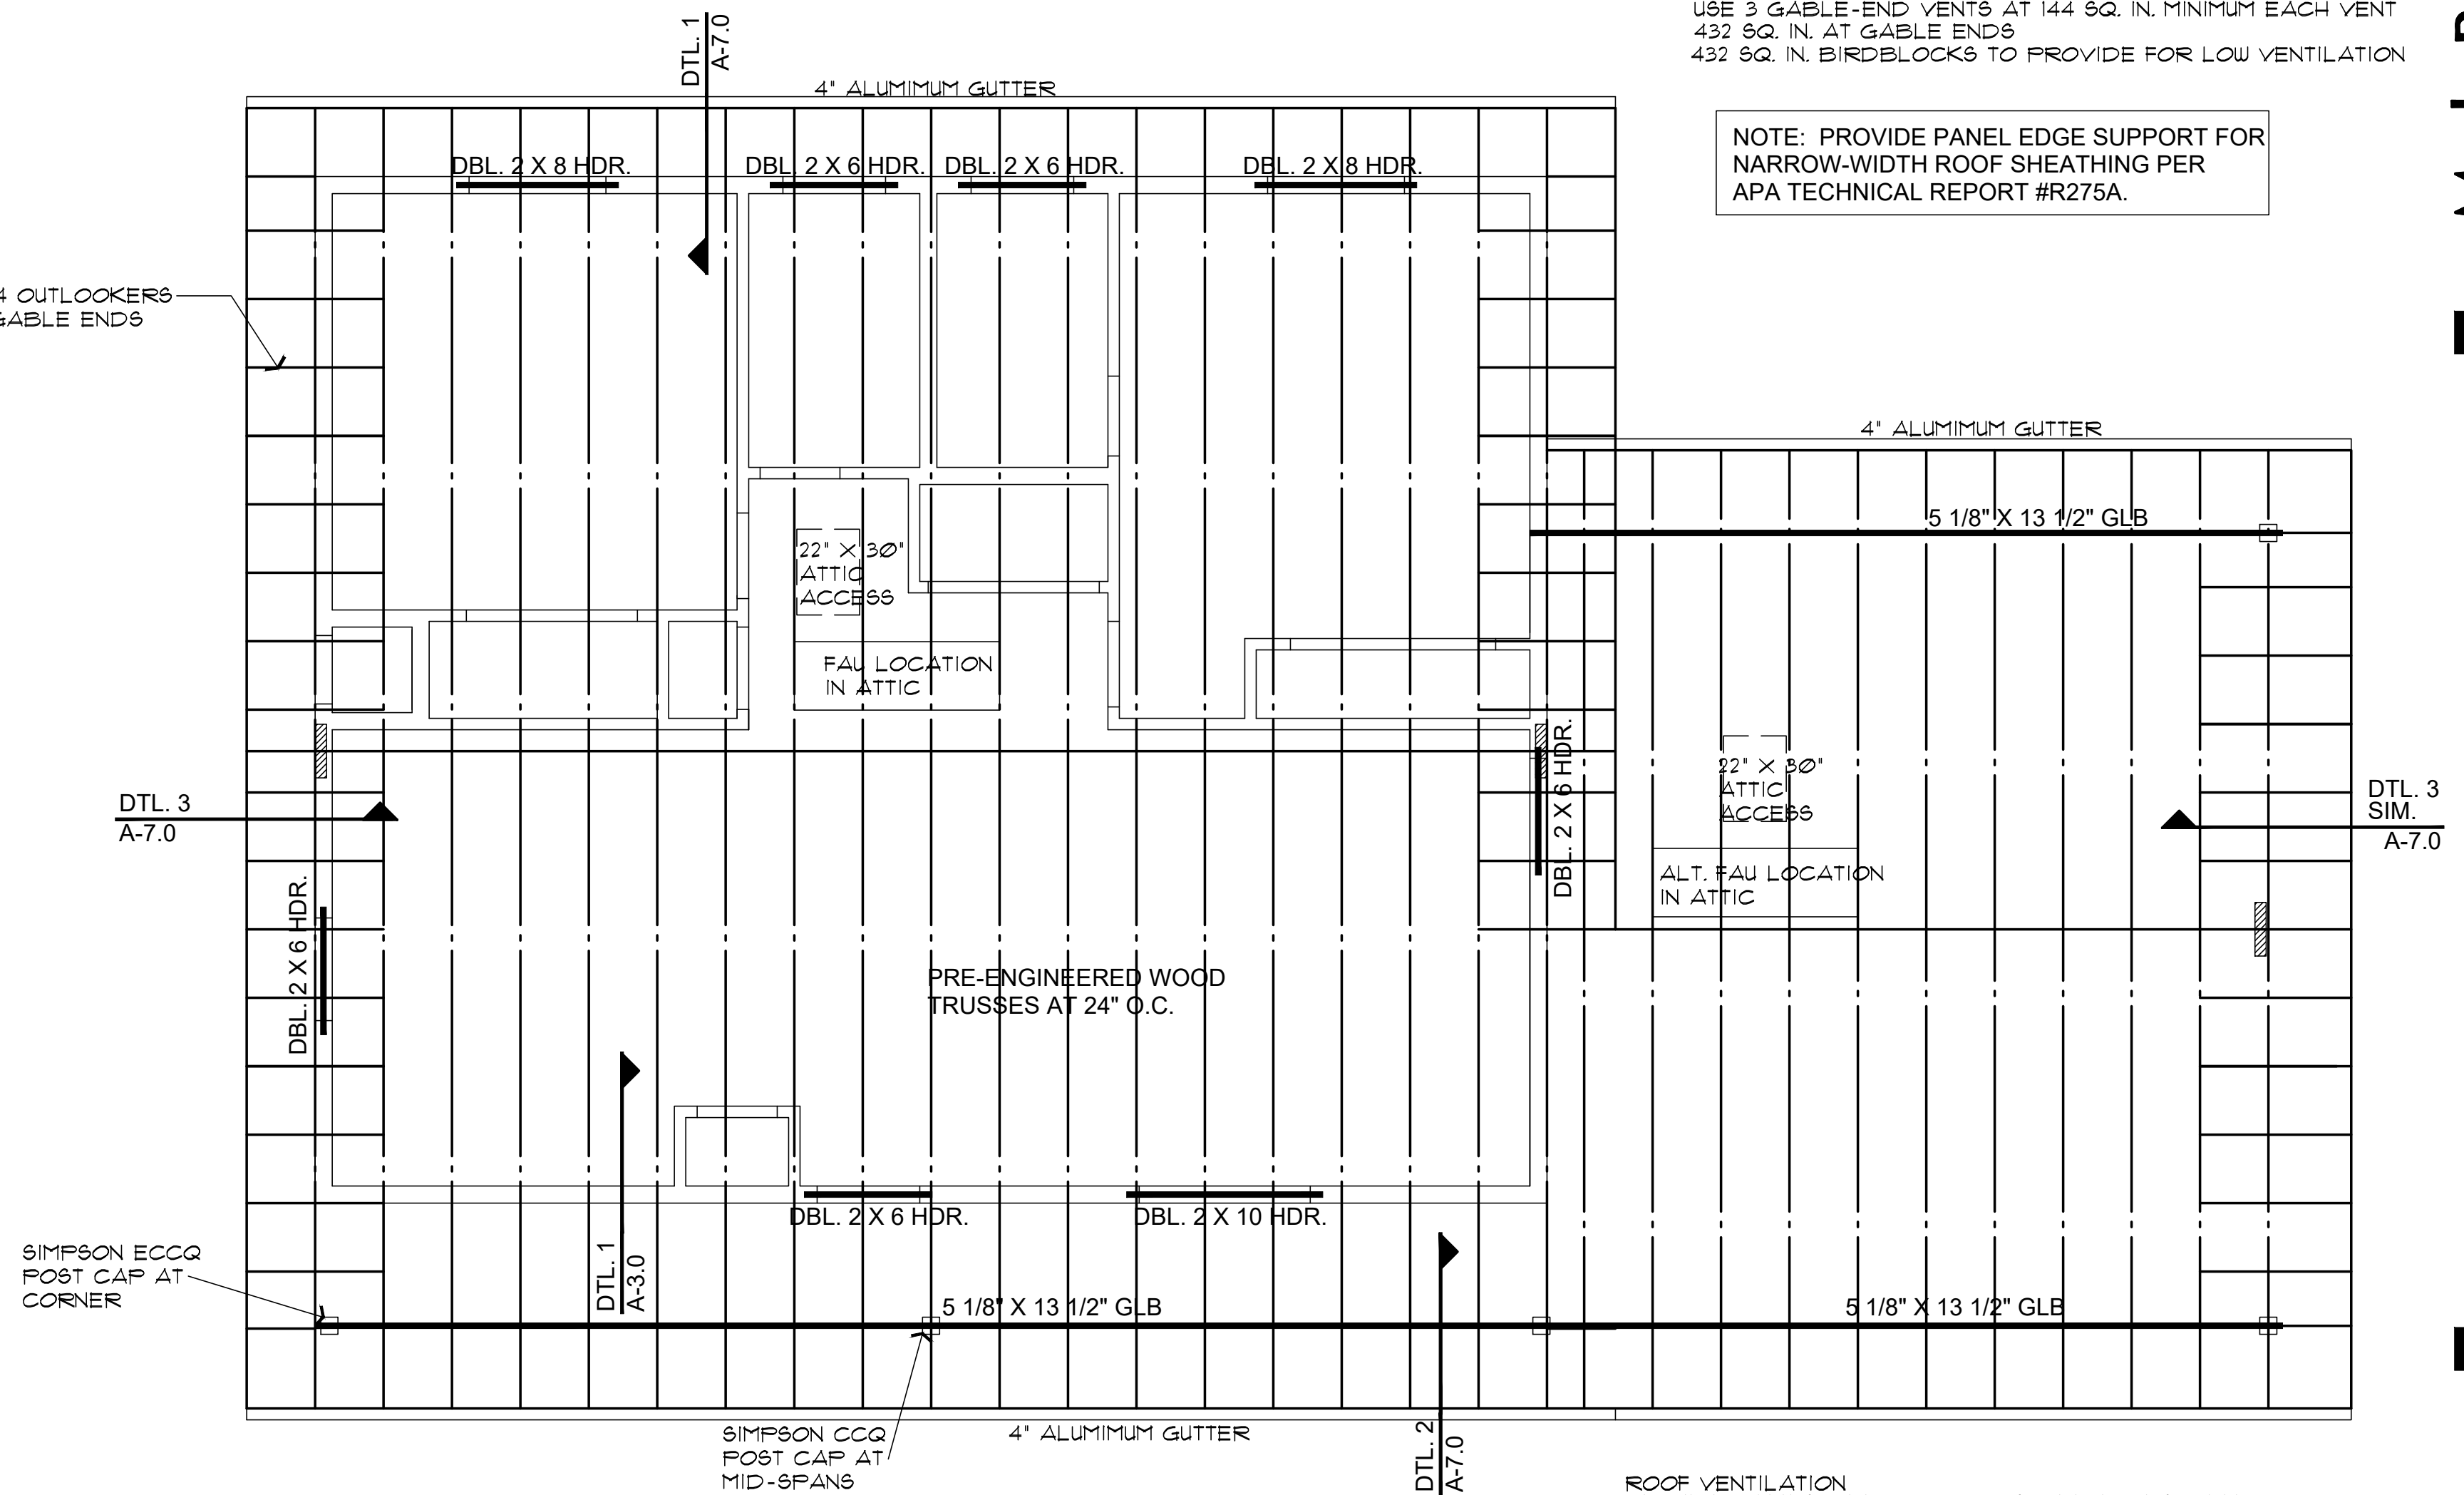 USE 3 GABLE-END VENTS AT 144 SQ. IN. MINIMUM EACH VENT
432 SQ. IN. AT GABLE ENDS
432 SQ. IN. BIRDBLOCKS TO PROVIDE FOR LOW VENTILATION
DTL. 1
A-7.0
4" ALUMIMUM GUTTER
NOTE: PROVIDE PANEL EDGE SUPPORT FOR
NARROW-WIDTH ROOF SHEATHING PER
APA TECHNICAL REPORT #R275A.
DBL. 2 X 8 HDR.
DBL. 2 X 6 HDR.
DBL. 2 X 6 HDR.
DBL. 2 X 8 HDR.
4 OUTLOOKERS
GABLE ENDS
4" ALUMIMUM GUTTER
5 1/8" X 13 1/2" GLB
22" X 30"
ATTIC
ACCESS
FAU LOCATION
IN ATTIC
DBL. 2 X 6 HDR.
22" X 30"
ATTIC
ACCESS
DTL. 3
A-7.0
DTL. 3
SIM.
A-7.0
ALT. FAU LOCATION
IN ATTIC
DBL. 2 X 6 HDR.
PRE-ENGINEERED WOOD
TRUSSES AT 24" O.C.
DBL. 2 X 6 HDR.
DBL. 2 X 10 HDR.
SIMPSON ECCQ
POST CAP AT
CORNER
DTL. 1
A-3.0
5 1/8" X 13 1/2" GLB
5 1/8" X 13 1/2" GLB
SIMPSON CCQ
POST CAP AT
MID-SPANS
4" ALUMIMUM GUTTER
DTL. 2
A-7.0
ROOF VENTILATION